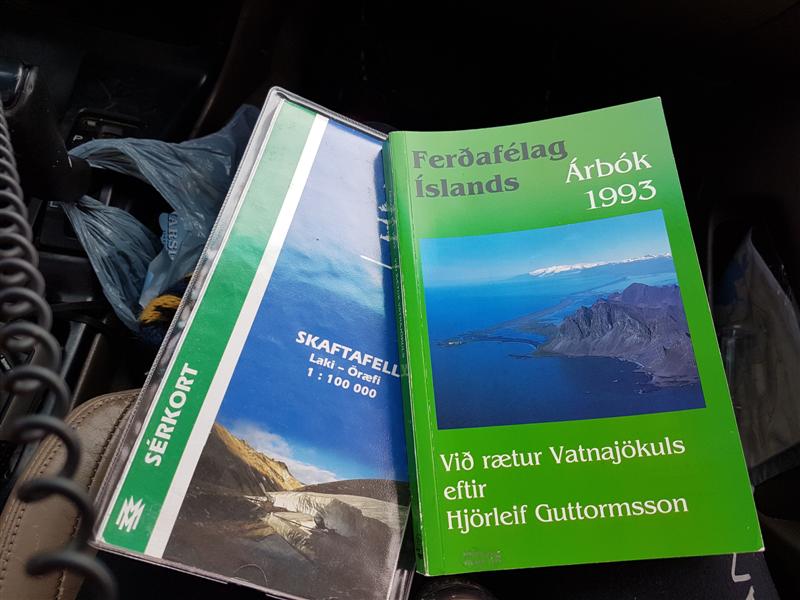 SÉRKORT
SKAFTAFELL
Laki – Öræfi
1 : 100 000
Ferðafélag
Íslands
Árbók
1993
Við rætur Vatnajökuls
eftir
Hjörleif Guttormsson